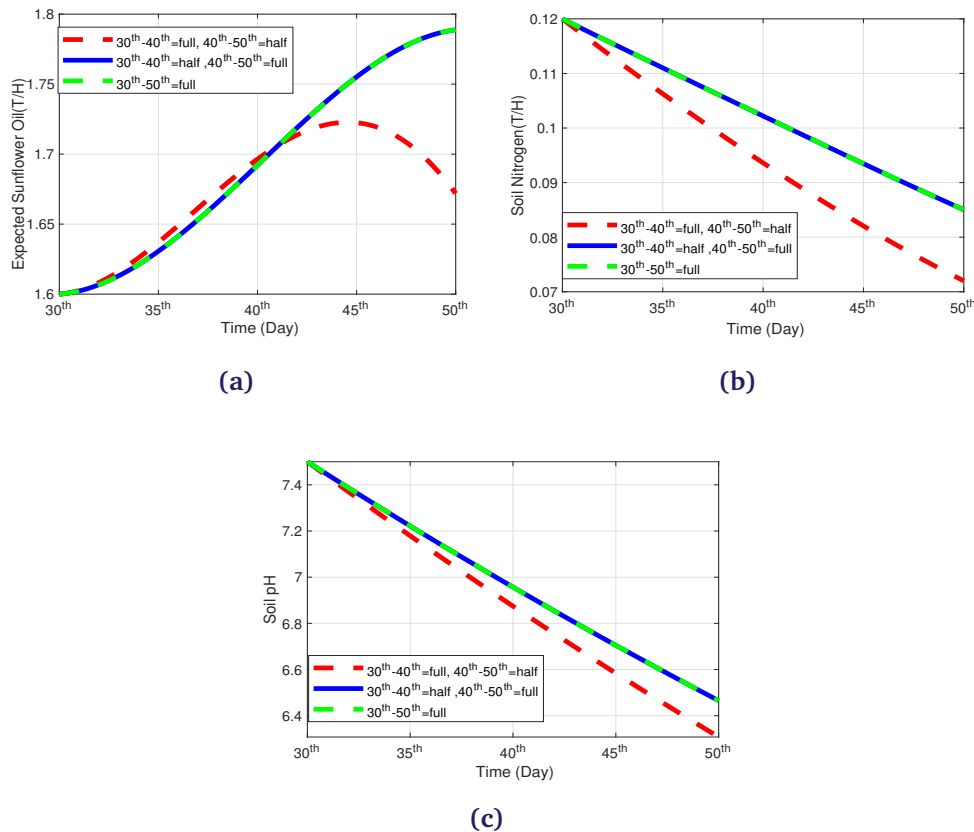 1.8
1.75
1.7
1.65
1.6
Expected Sunflower Oil(T/H)
30th-40th=full, 40th-50th=half
30th-40th=half ,40th-50th=full
30th-50th=full
30th 35th 40th 45th 50th
Time (Day)
(a)
0.12
0.11
0.1
0.09
0.08
0.07
Soil Nitrogen(T/H)
30th-40th=full, 40th-50th=half
30th-40th=half ,40th-50th=full
30th-50th=full
30th 35th 40th 45th 50th
Time (Day)
(b)
7.4
7.2
7
6.8
6.6
6.4
Soil pH
30th-40th=full, 40th-50th=half
30th-40th=half ,40th-50th=full
30th-50th=full
30th 35th 40th 45th 50th
Time (Day)
(c)